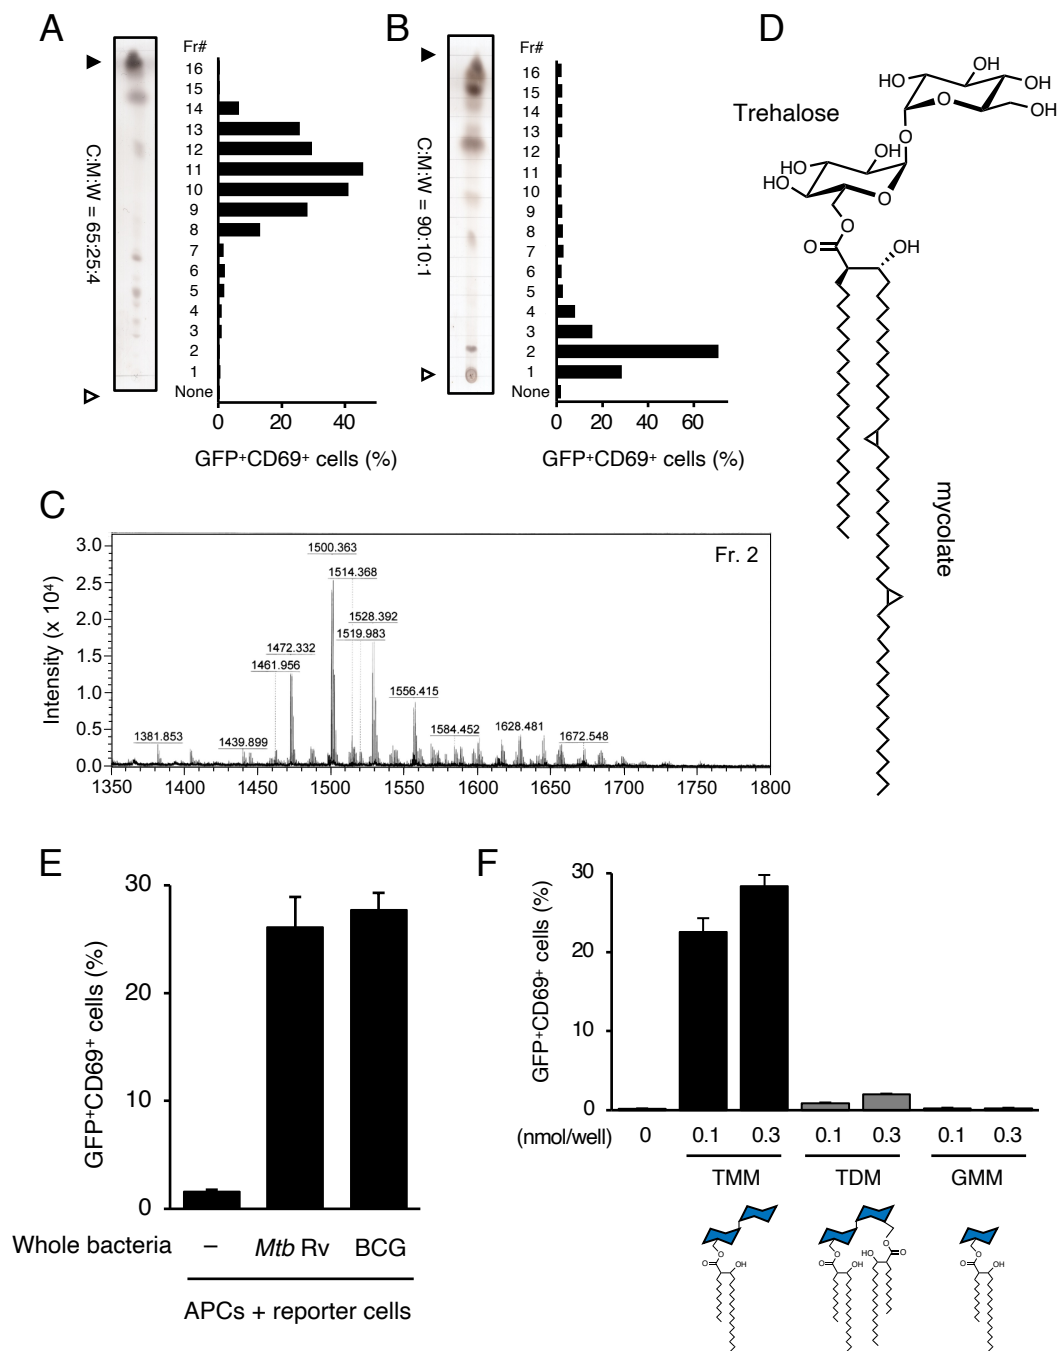 A
Fr#
16
15
14
13
12
11
10
9
8
7
6
5
4
3
2
1
None
C:M:W = 65:25:4
0 20 40
GFP+CD69+ cells (%)
B
Fr#
16
15
14
13
12
11
10
9
8
7
6
5
4
3
2
1
None
C:M:W = 90:10:1
0 20 40 60
GFP+CD69+ cells (%)
D
Trehalose
OH
HO
HO
OH
OH
O
O
OH
HO
HO
O
O
O
OH
mycolate
C
Fr. 2
Intensity (x 10⁴)
3.0
2.5
2.0
1.5
1.0
0.5
0.0
1500.363
1514.368
1528.392
1519.983
1472.332
1461.956
1556.415
1381.853
1439.899
1584.452
1628.481
1672.548
1350 1400 1450 1500 1550 1600 1650 1700 1750 1800
E
GFP+CD69+ cells (%)
30
20
10
0
Whole bacteria – Mtb Rv BCG
APCs + reporter cells
F
GFP+CD69+ cells (%)
30
20
10
0
(nmol/well) 0 0.1 0.3 0.1 0.3 0.1 0.3
TMM TDM GMM
O
O
OH
O
O
OH
O
O
HO
O
O
OH